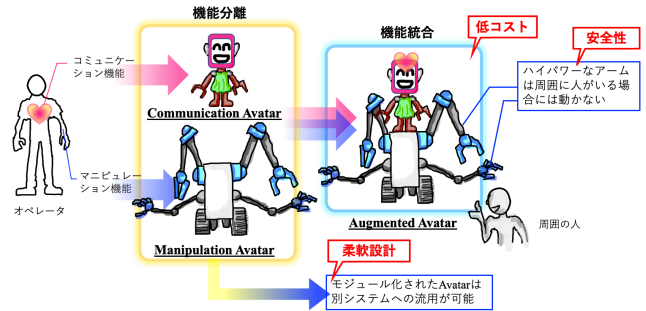 機能分離
機能統合
低コスト
安全性
コミュニケー
ション機能
ハイパワーなアーム
は周囲に人がいる場
合には動かない
Communication Avatar
マニピュレー
ション機能
オペレータ
Manipulation Avatar
Augmented Avatar
周囲の人
柔軟設計
モジュール化されたAvatarは
別システムへの流用が可能